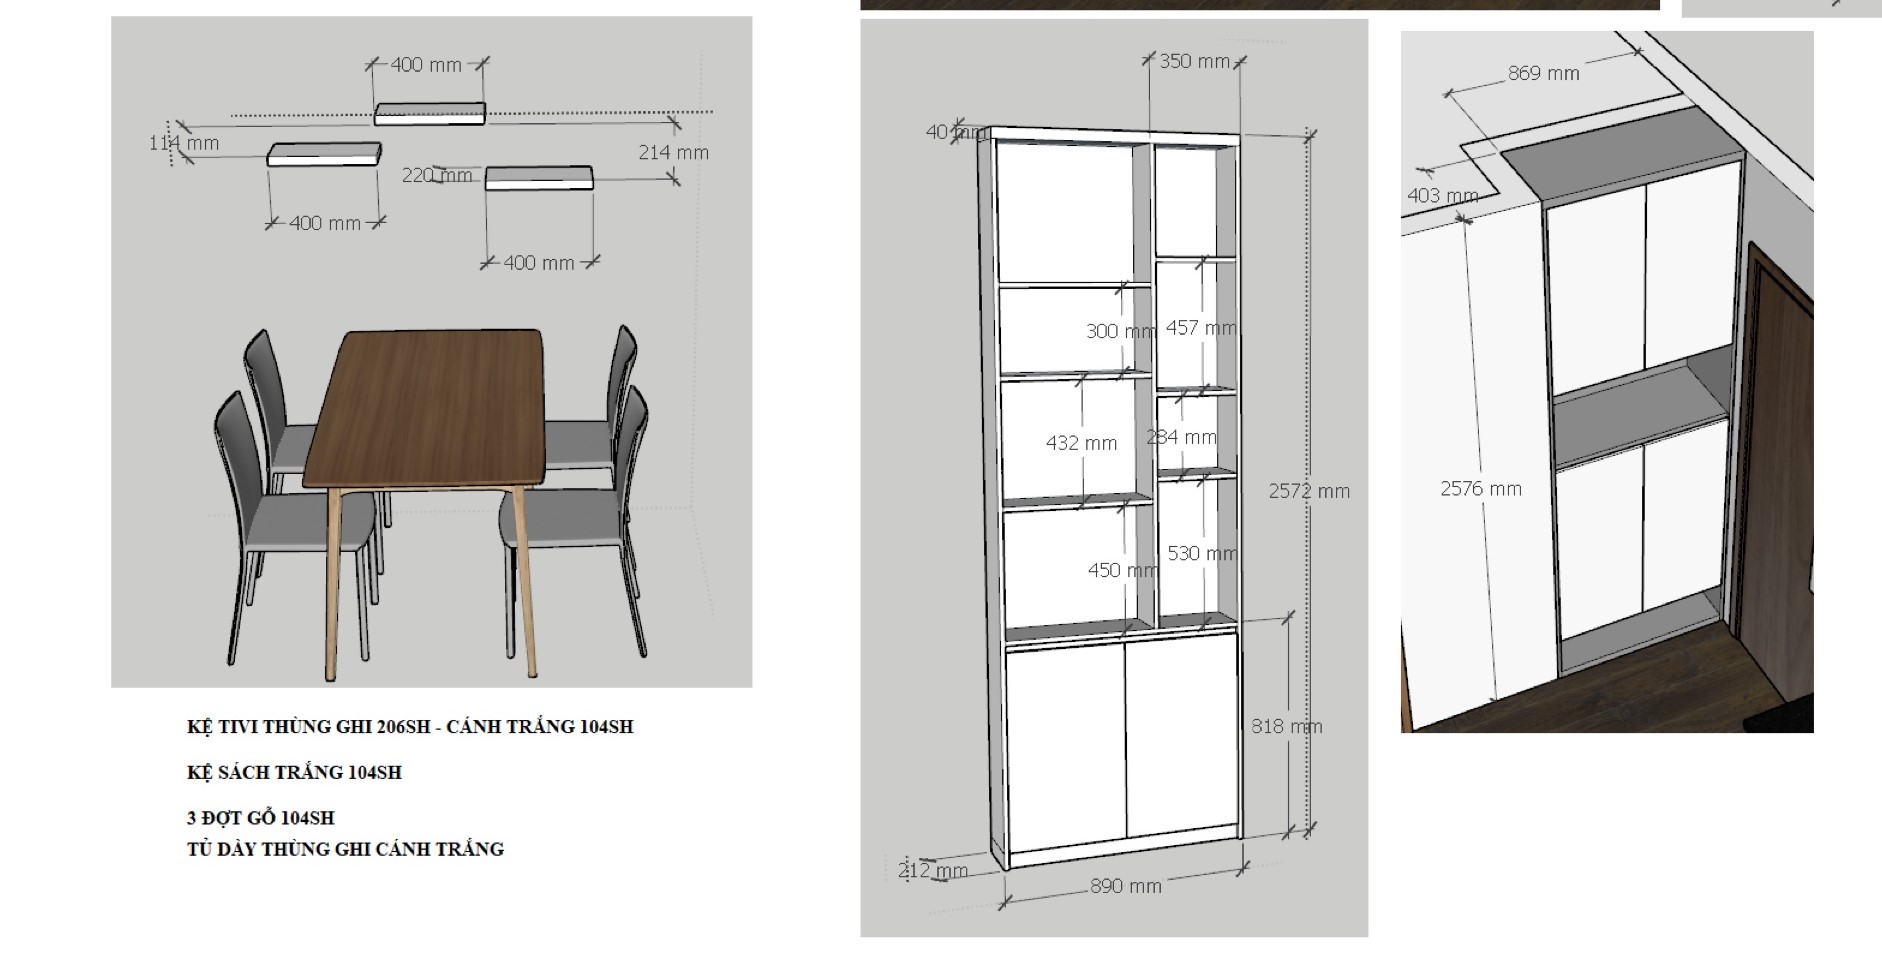 400 mm
114 mm
214 mm
220 mm
400 mm
400 mm
KỆ TIVI THÙNG GHI 206SH - CÁNH TRẮNG 104SH
KỆ SÁCH TRẮNG 104SH
3 ĐỢT GỖ 104SH
TỦ DÀY THÙNG GHI CÁNH TRẮNG
350 mm
40 mm
300 mm
457 mm
432 mm
284 mm
2572 mm
450 mm
530 mm
818 mm
212 mm
890 mm
869 mm
403 mm
2576 mm